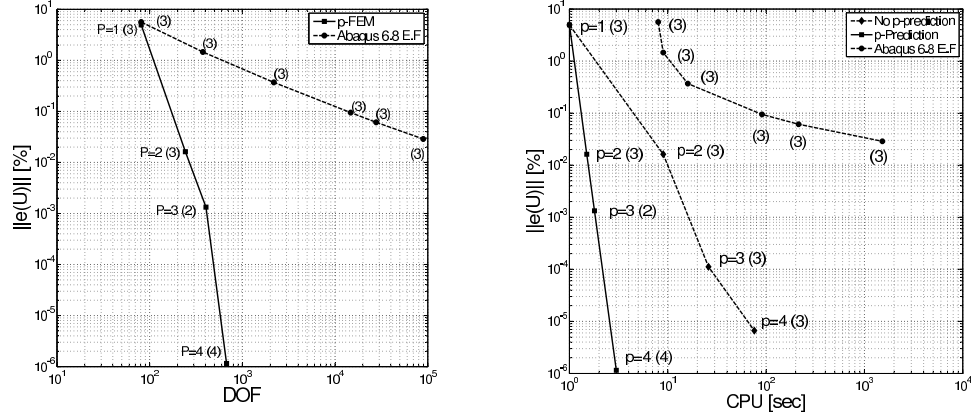 p-FEM
Abaqus 6.8 E.F
P=1 (3)
(3)
(3)
(3)
(3)
(3)
(3)
P=2 (3)
P=3 (2)
P=4 (4)
||e(U)|| [%]
10^1
10^0
10^-1
10^-2
10^-3
10^-4
10^-5
10^-6
10^1
10^2
10^3
10^4
10^5
DOF
No p-prediction
p-Prediction
Abaqus 6.8 E.F
p=1 (3)
(3)
(3)
(3)
(3)
(3)
(3)
p=2 (3)
p=2 (3)
p=3 (2)
p=3 (3)
p=4 (3)
p=4 (4)
||e(U)|| [%]
10^1
10^0
10^-1
10^-2
10^-3
10^-4
10^-5
10^-6
10^0
10^1
10^2
10^3
10^4
CPU [sec]